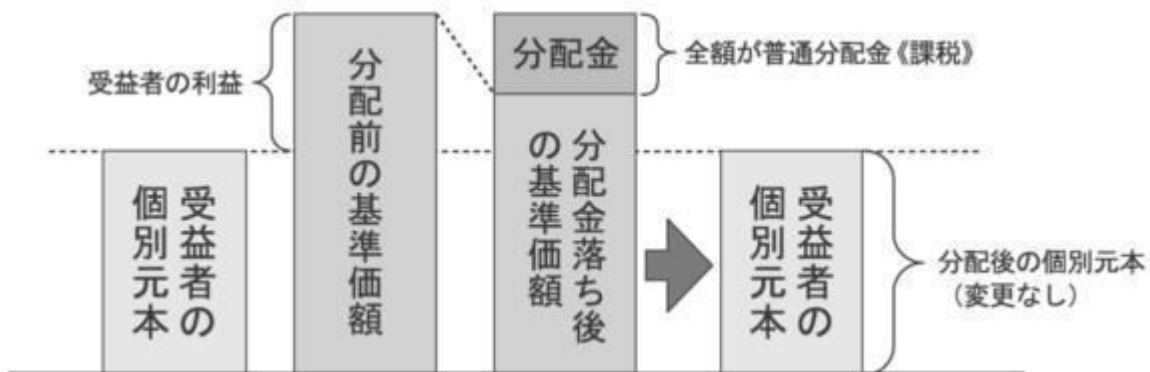 受益者の
個別元本
受益者の利益
分配前の基準価額
分配金
分配金落ち後
の基準価額
全額が普通分配金《課税》
受益者の
個別元本
分配後の個別元本
（変更なし）